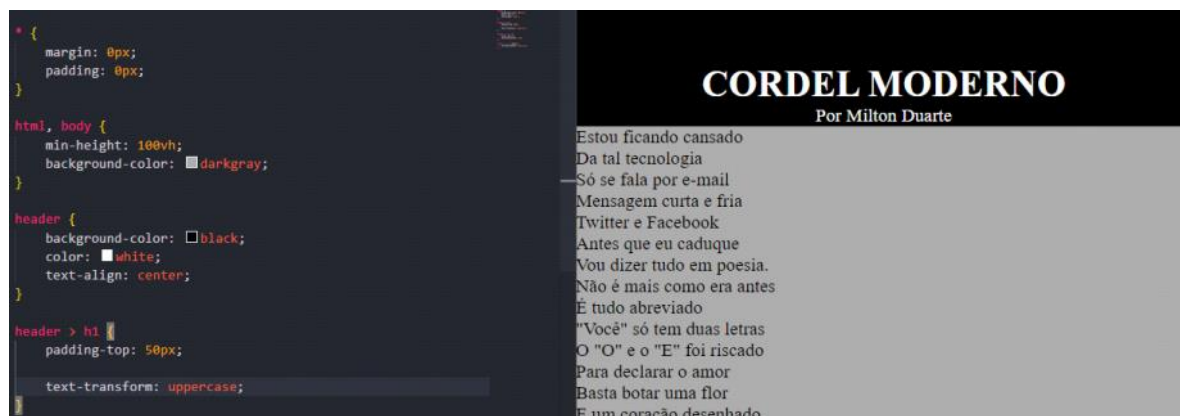 * {
margin: 0px;
padding: 0px;
}
html, body {
min-height: 100vh;
background-color: darkgray;
}
header {
background-color: black;
color: white;
text-align: center;
}
header > h1 {
padding-top: 50px;
text-transform: uppercase;
}
CORDEL MODERNO
Por Milton Duarte
Estou ficando cansado
Da tal tecnologia
Só se fala por e-mail
Mensagem curta e fria
Twitter e Facebook
Antes que eu caduque
Vou dizer tudo em poesia.
Não é mais como era antes
É tudo abreviado
"Você" só tem duas letras
O "O" e o "E" foi riscado
Para declarar o amor
Basta botar uma flor
E um coração desenhado